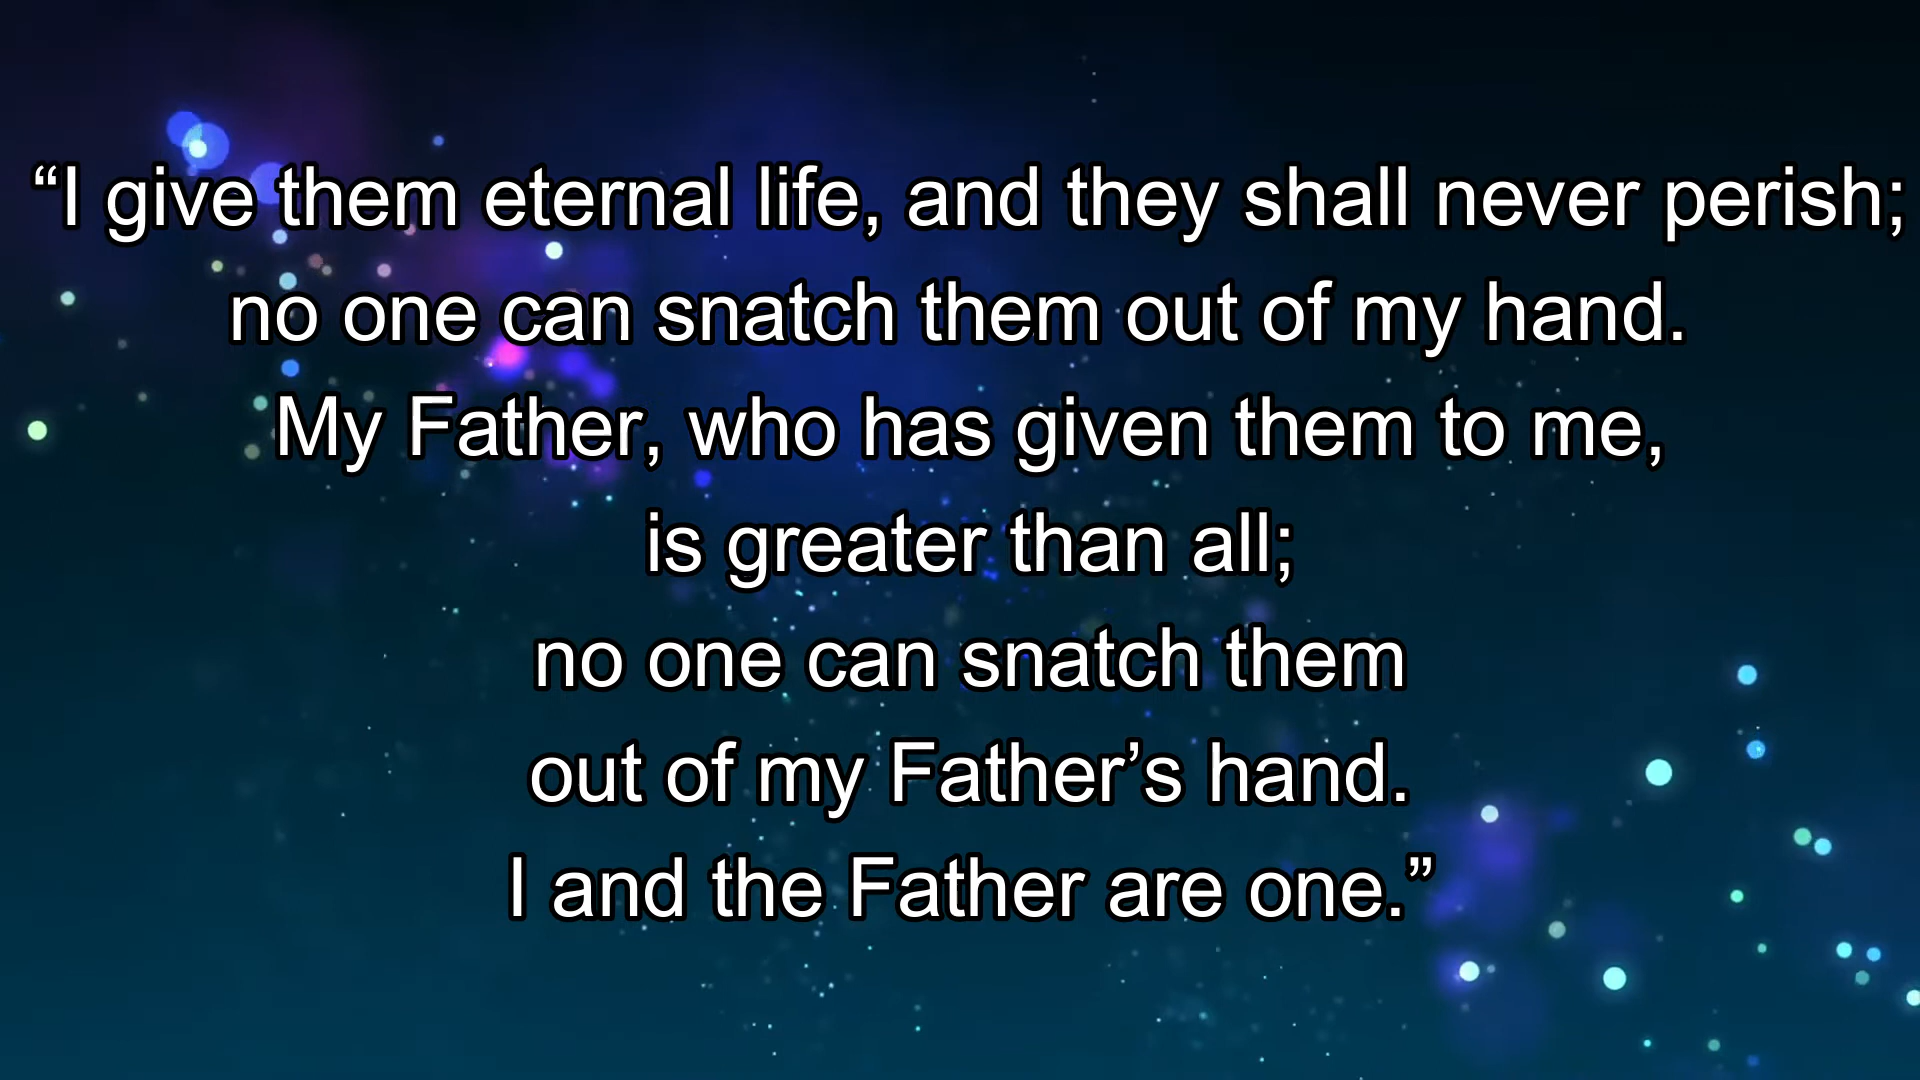 “I give them eternal life, and they shall never perish;
no one can snatch them out of my hand.
My Father, who has given them to me,
is greater than all;
no one can snatch them
out of my Father’s hand.
I and the Father are one.”